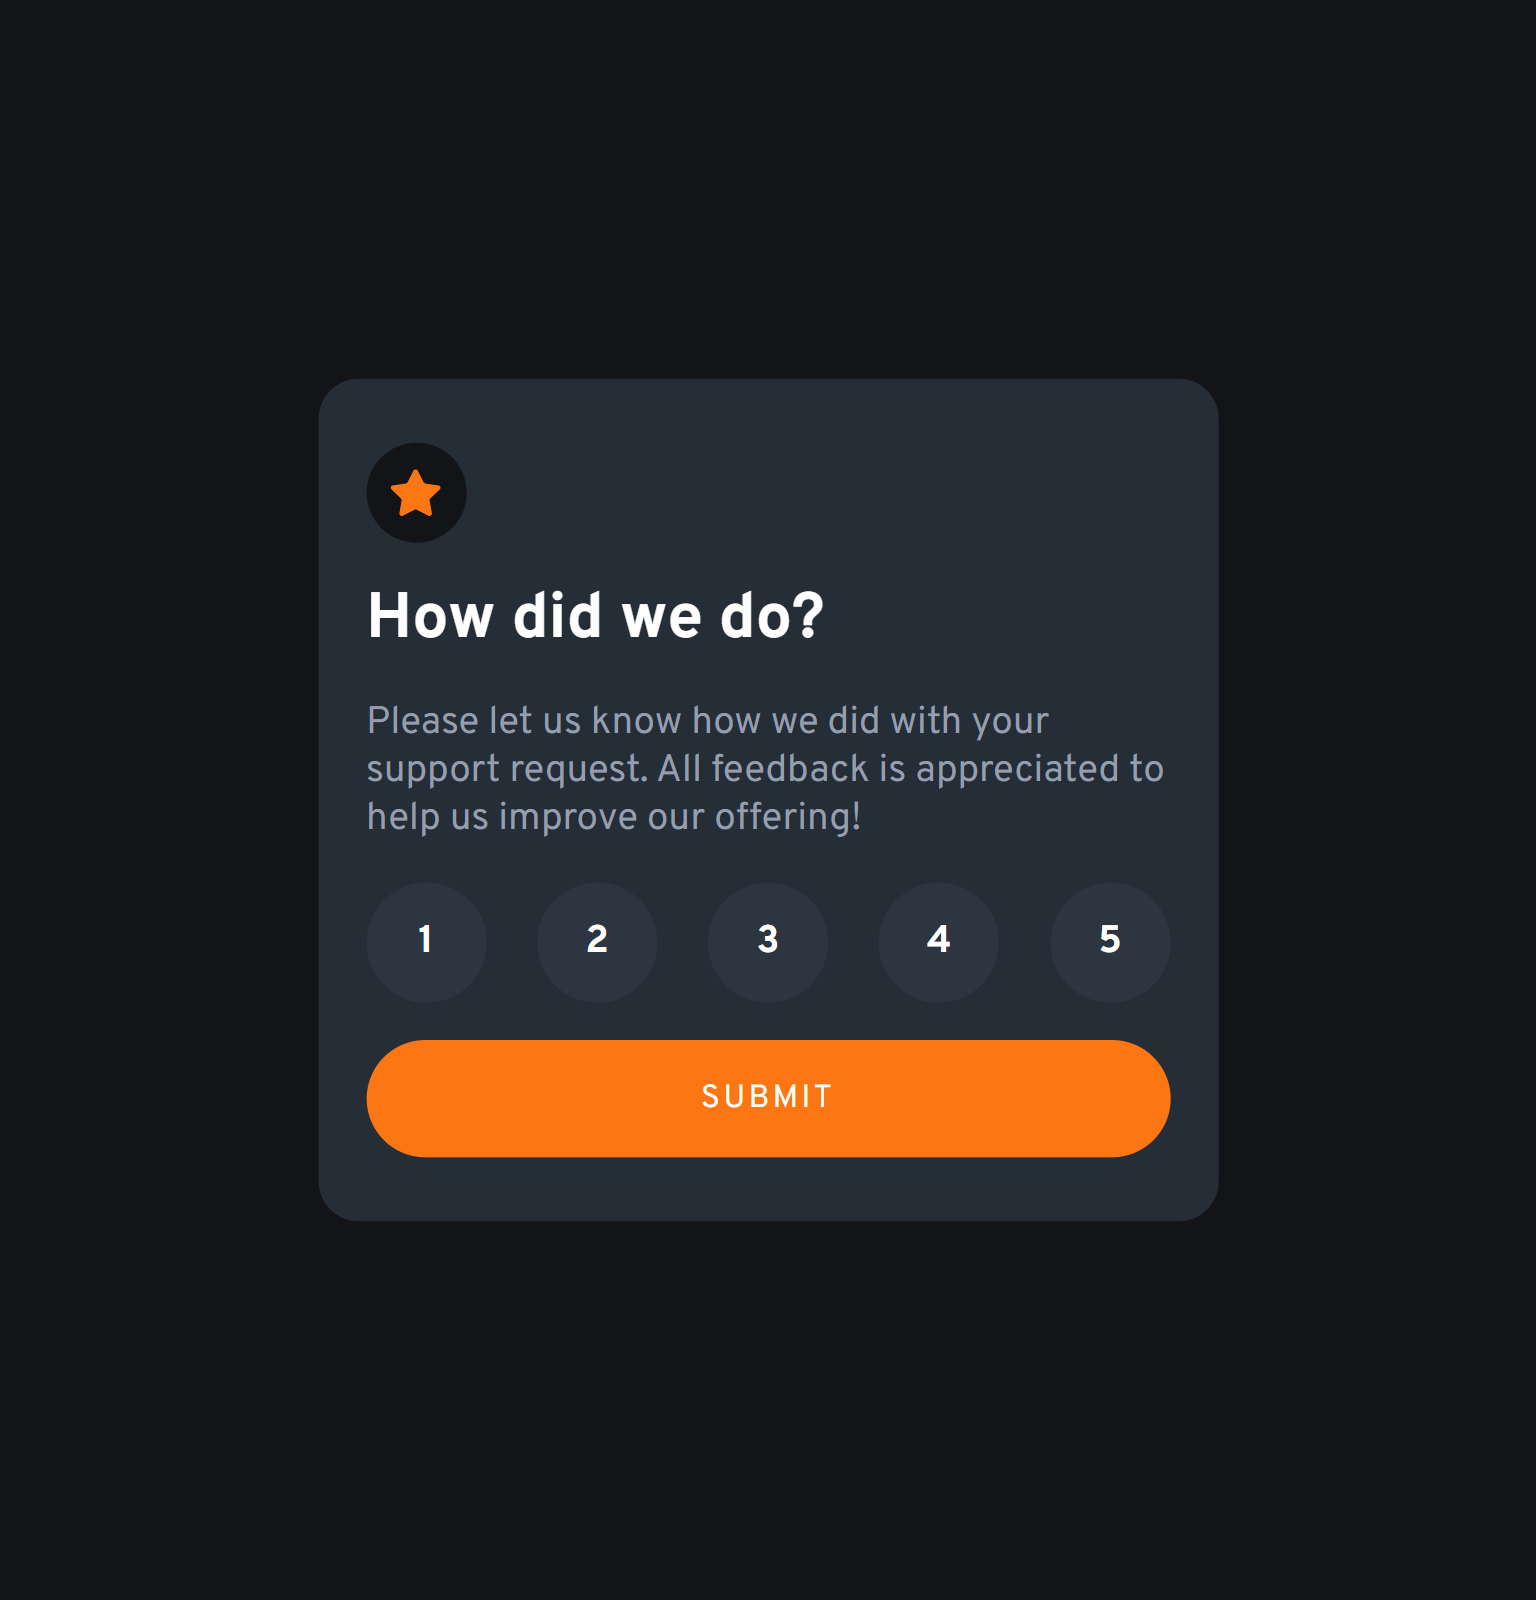 How did we do?
Please let us know how we did with your
support request. All feedback is appreciated to
help us improve our offering!
1 2 3 4 5
SUBMIT